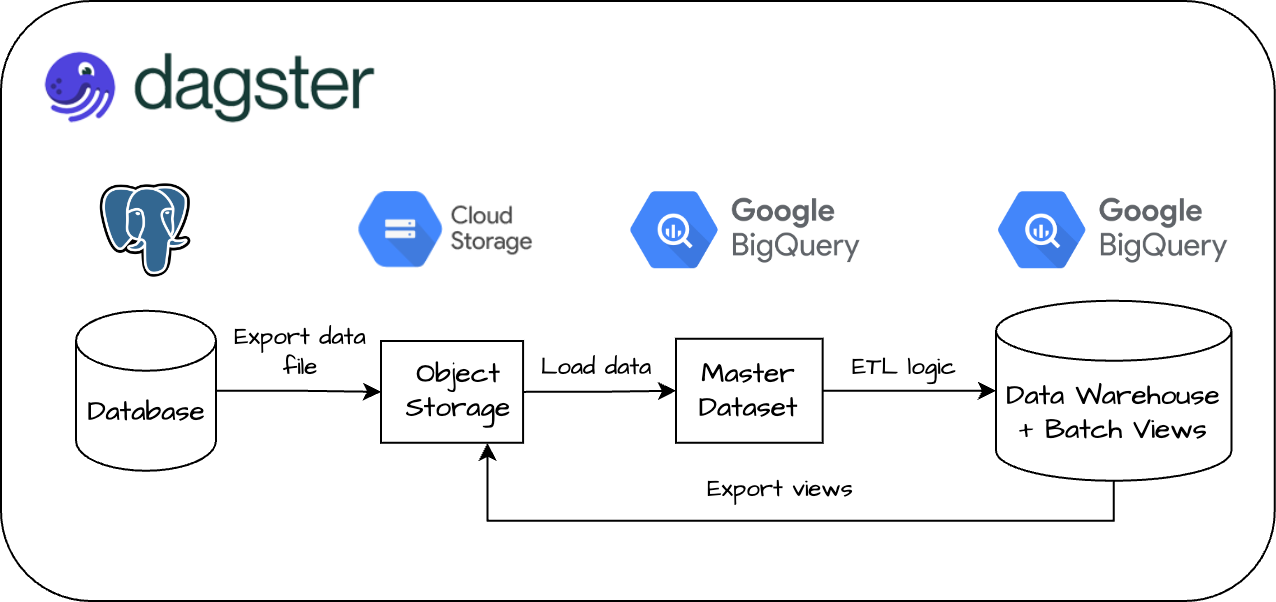 dagster
Cloud
Storage
Google
BigQuery
Google
BigQuery
Export data
file
Load data
ETL logic
Database
Object
Storage
Master
Dataset
Data Warehouse
+ Batch Views
Export views